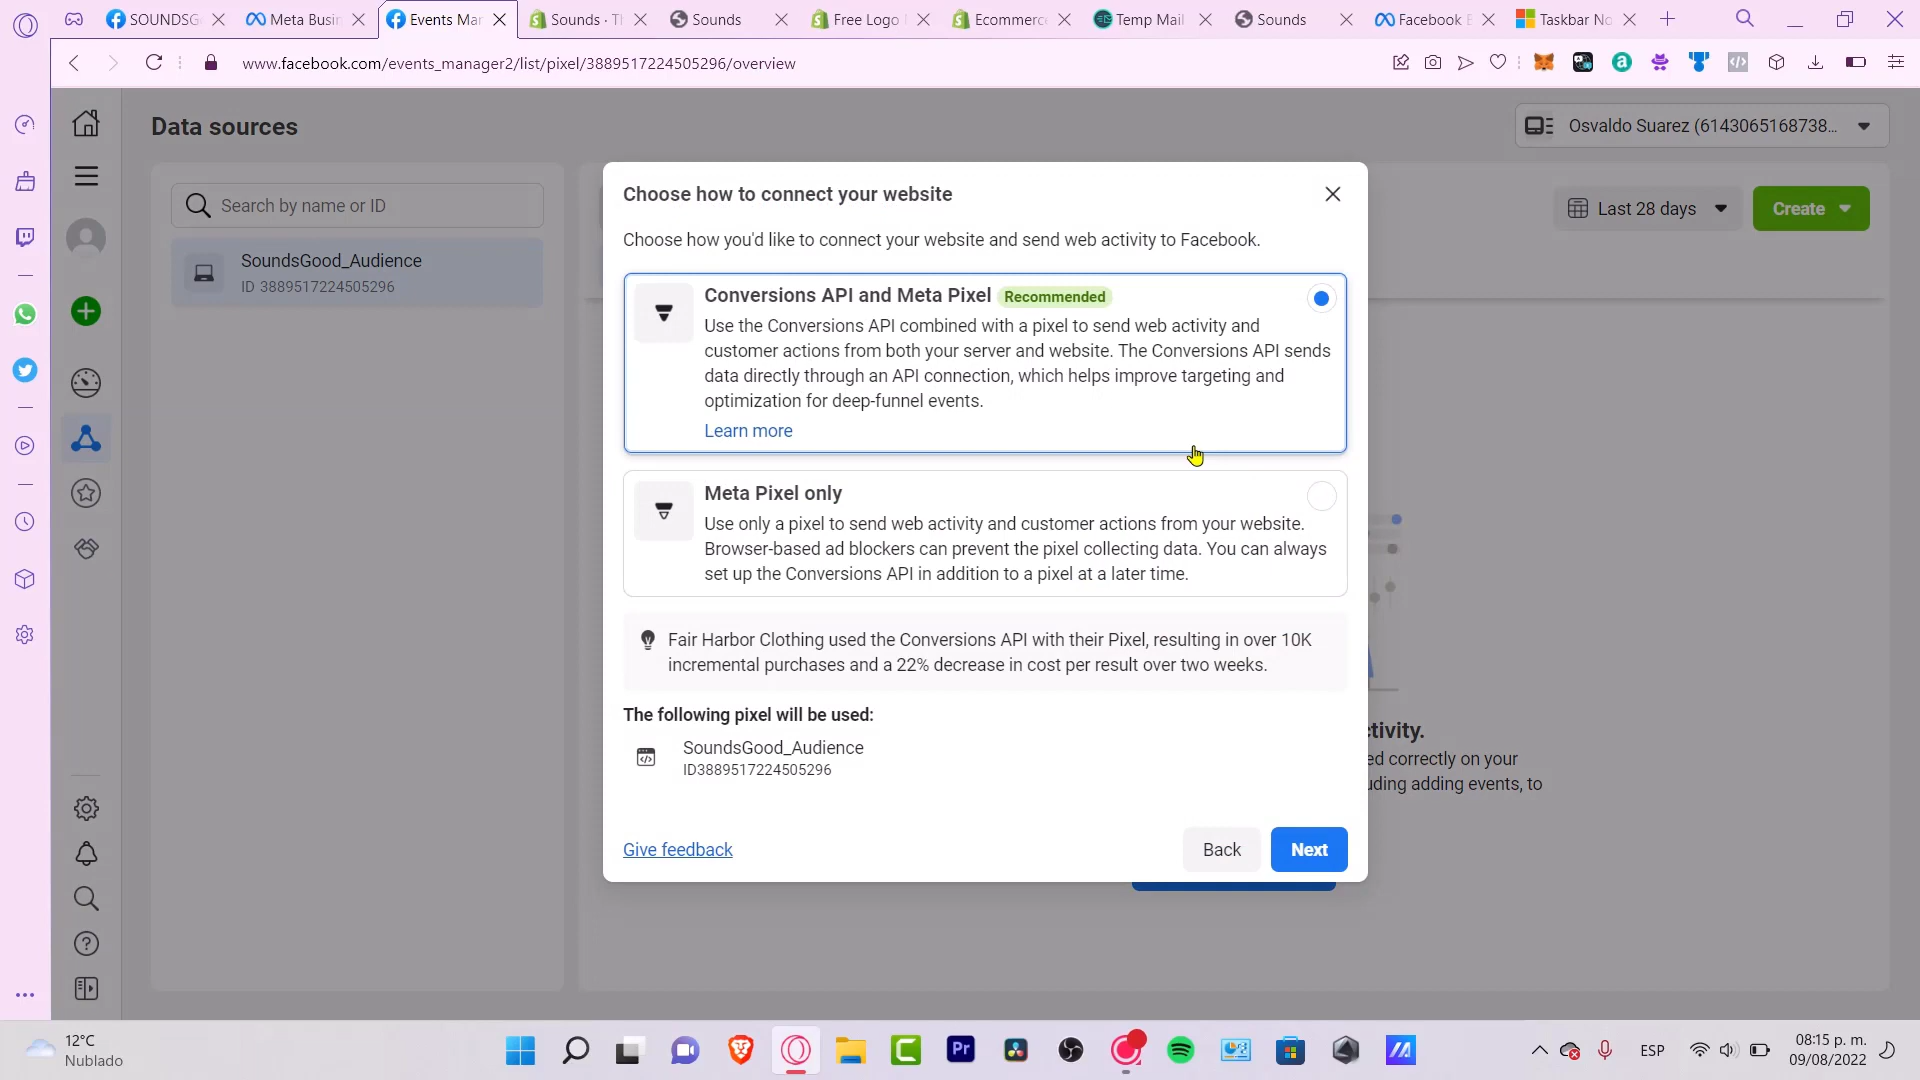 SOUNDSG
Meta Busin
Events Mar
Sounds · Th
Sounds
Free Logo
Ecommerce
Temp Mail
Sounds
Facebook B
Taskbar No
www.facebook.com/events_manager2/list/pixel/3889517224505296/overview
Data sources
Osvaldo Suarez (6143065168738...
Search by name or ID
Last 28 days
Create
SoundsGood_Audience
ID 3889517224505296
Choose how to connect your website
Choose how you'd like to connect your website and send web activity to Facebook.
Conversions API and Meta Pixel Recommended
Use the Conversions API combined with a pixel to send web activity and
customer actions from both your server and website. The Conversions API sends
data directly through an API connection, which helps improve targeting and
optimization for deep-funnel events.
Learn more
Meta Pixel only
Use only a pixel to send web activity and customer actions from your website.
Browser-based ad blockers can prevent the pixel collecting data. You can always
set up the Conversions API in addition to a pixel at a later time.
Fair Harbor Clothing used the Conversions API with their Pixel, resulting in over 10K
incremental purchases and a 22% decrease in cost per result over two weeks.
The following pixel will be used:
SoundsGood_Audience
ID3889517224505296
Give feedback
Back
Next
tivity.
ed correctly on your
uding adding events, to
12°C
Nublado
Pr
ESP
08:15 p. m.
09/08/2022